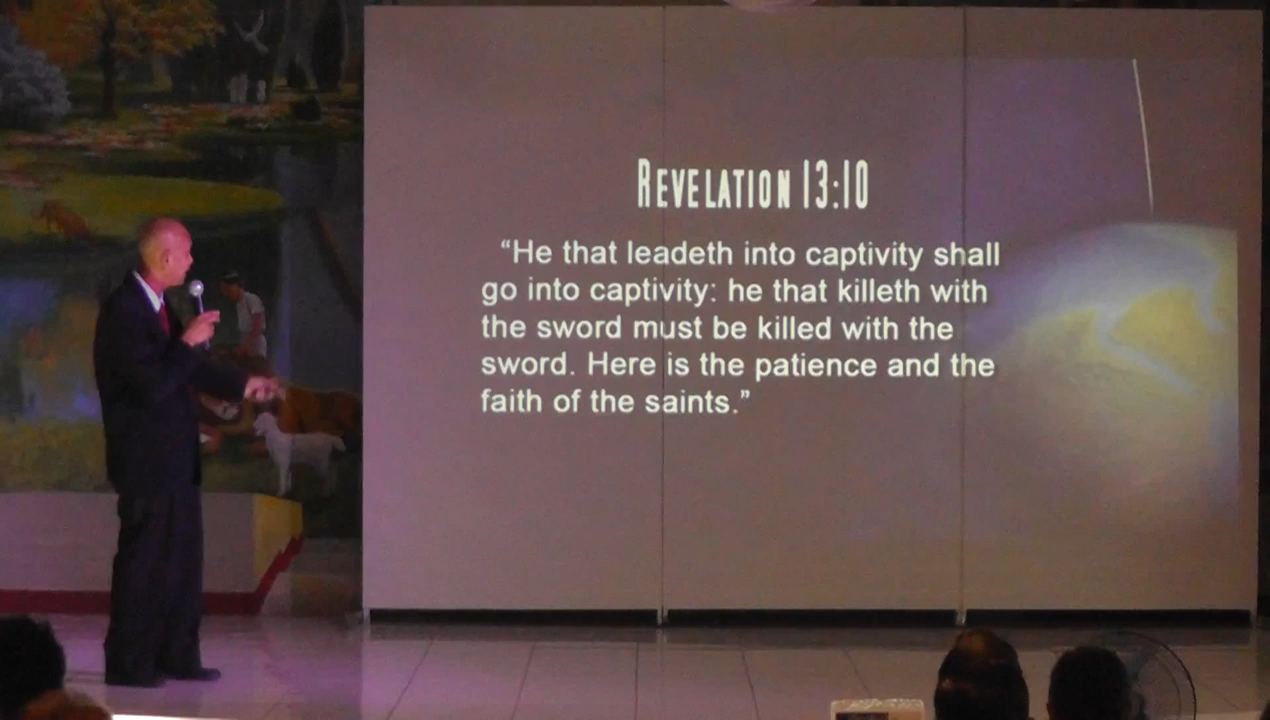 REVELATION 13:10
“He that leadeth into captivity shall
go into captivity: he that killeth with
the sword must be killed with the
sword. Here is the patience and the
faith of the saints.”